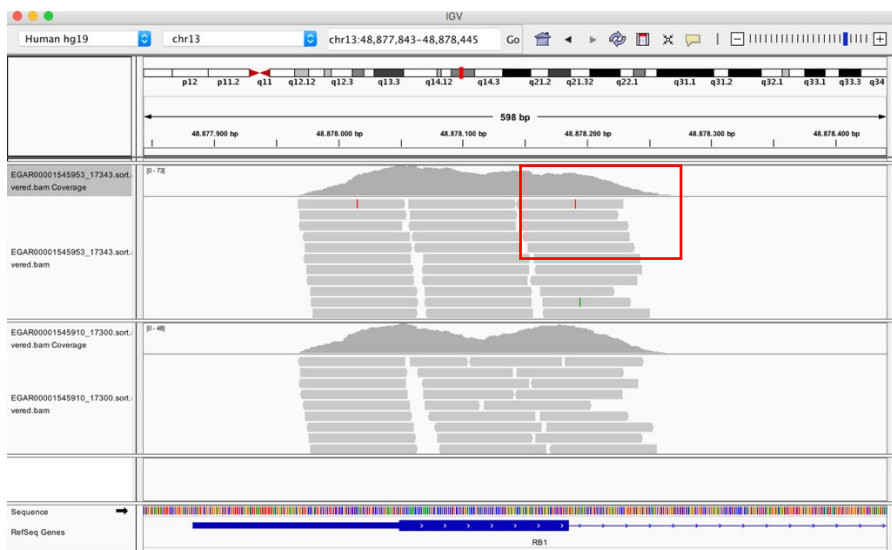 IGV
Human hg19 chr13 chr13:48,877,843-48,878,445 Go
p12 p11.2 q11 q12.12 q12.3 q13.3 q14.12 q14.3 q21.2 q21.32 q22.1 q31.1 q31.2 q32.1 q33.1 q33.3 q34
598 bp
48.877.900 bp 48.878.000 bp 48.878.100 bp 48.878.200 bp 48.878.300 bp 48.878.400 bp
EGAR00001545953_17343.sort.
vered.bam Coverage
[0 - 73]
EGAR00001545953_17343.sort.
vered.bam
EGAR00001545910_17300.sort.
vered.bam Coverage
[0 - 48]
EGAR00001545910_17300.sort.
vered.bam
Sequence
RefSeq Genes
RB1